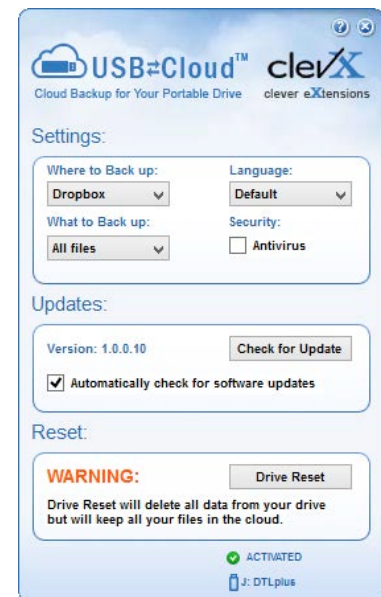 USB⇄Cloud™
clevX
Cloud Backup for Your Portable Drive
clever eXtensions
Settings:
Where to Back up:
Language:
Dropbox
Default
What to Back up:
Security:
All files
Antivirus
Updates:
Version: 1.0.0.10
Check for Update
Automatically check for software updates
Reset:
WARNING:
Drive Reset
Drive Reset will delete all data from your drive
but will keep all your files in the cloud.
ACTIVATED
J: DTLplus